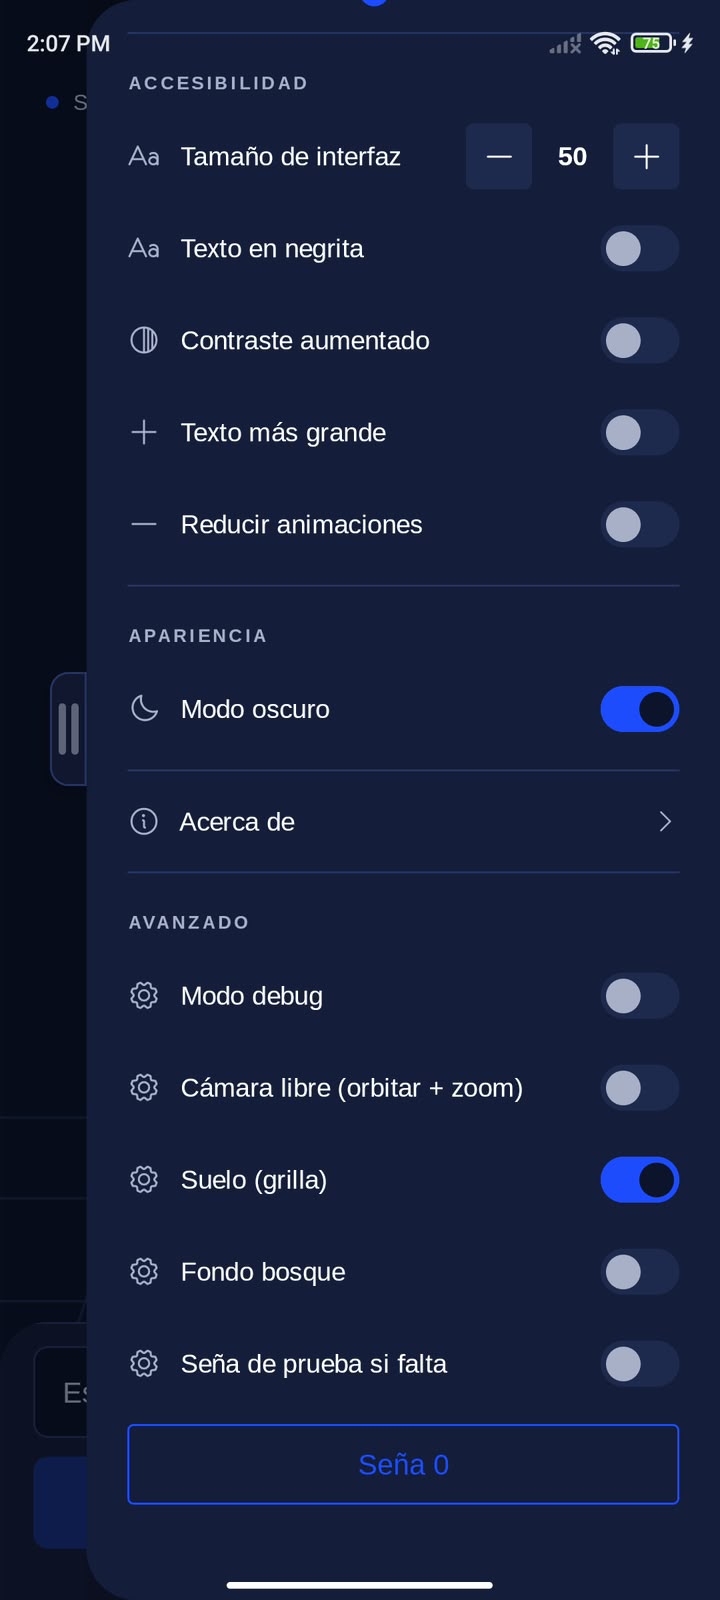 2:07 PM
75
ACCESIBILIDAD
Aa Tamaño de interfaz 50
Aa Texto en negrita
Contraste aumentado
Texto más grande
Reducir animaciones
APARIENCIA
Modo oscuro
Acerca de
AVANZADO
Modo debug
Cámara libre (orbitar + zoom)
Suelo (grilla)
Fondo bosque
Seña de prueba si falta
Seña 0